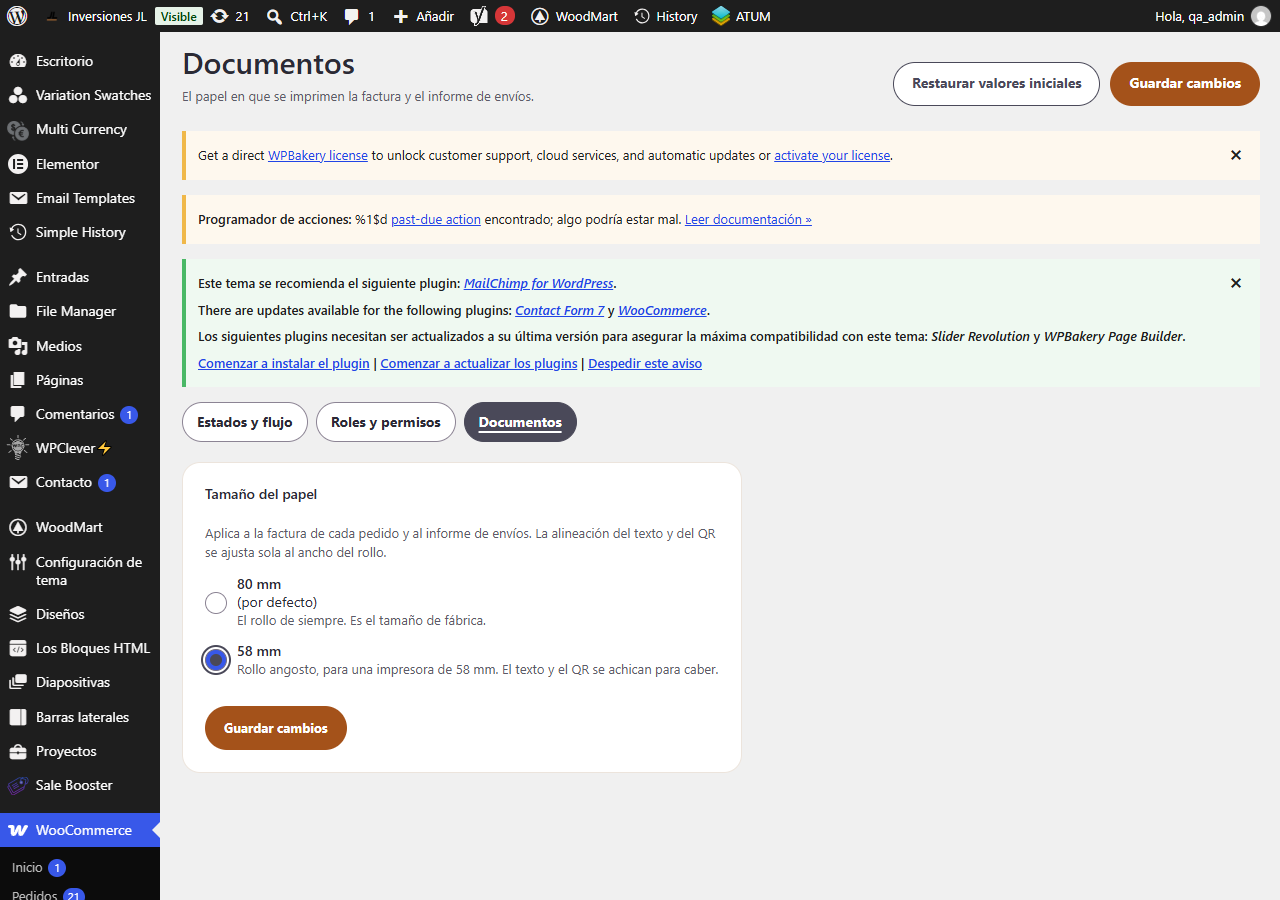 Inversiones JL Visible 21 Ctrl+K 1 Añadir 2 WoodMart History ATUM Hola, qa_admin
Escritorio
Variation Swatches
Multi Currency
Elementor
Email Templates
Simple History
Entradas
File Manager
Medios
Páginas
Comentarios 1
WPClever
Contacto 1
WoodMart
Configuración de
tema
Diseños
Los Bloques HTML
Diapositivas
Barras laterales
Proyectos
Sale Booster
WooCommerce
Inicio 1
Pedidos 21
Documentos
El papel en que se imprimen la factura y el informe de envíos.
Restaurar valores iniciales
Guardar cambios
Get a direct WPBakery license to unlock customer support, cloud services, and automatic updates or activate your license.
Programador de acciones: %1$d past-due action encontrado; algo podría estar mal. Leer documentación »
Este tema se recomienda el siguiente plugin: MailChimp for WordPress.
There are updates available for the following plugins: Contact Form 7 y WooCommerce.
Los siguientes plugins necesitan ser actualizados a su última versión para asegurar la máxima compatibilidad con este tema: Slider Revolution y WPBakery Page Builder.
Comenzar a instalar el plugin | Comenzar a actualizar los plugins | Despedir este aviso
Estados y flujo
Roles y permisos
Documentos
Tamaño del papel
Aplica a la factura de cada pedido y al informe de envíos. La alineación del texto y del QR
se ajusta sola al ancho del rollo.
80 mm
(por defecto)
El rollo de siempre. Es el tamaño de fábrica.
58 mm
Rollo angosto, para una impresora de 58 mm. El texto y el QR se achican para caber.
Guardar cambios